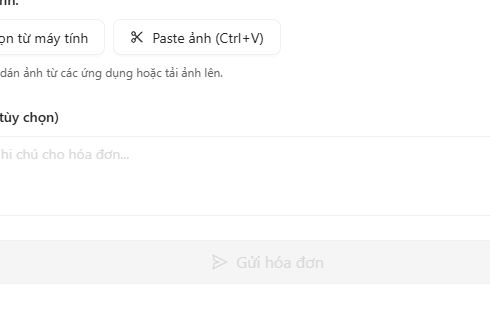 ọn từ máy tính Paste ảnh (Ctrl+V)
dán ảnh từ các ứng dụng hoặc tải ảnh lên.
tùy chọn)
hi chú cho hóa đơn...
Gửi hóa đơn